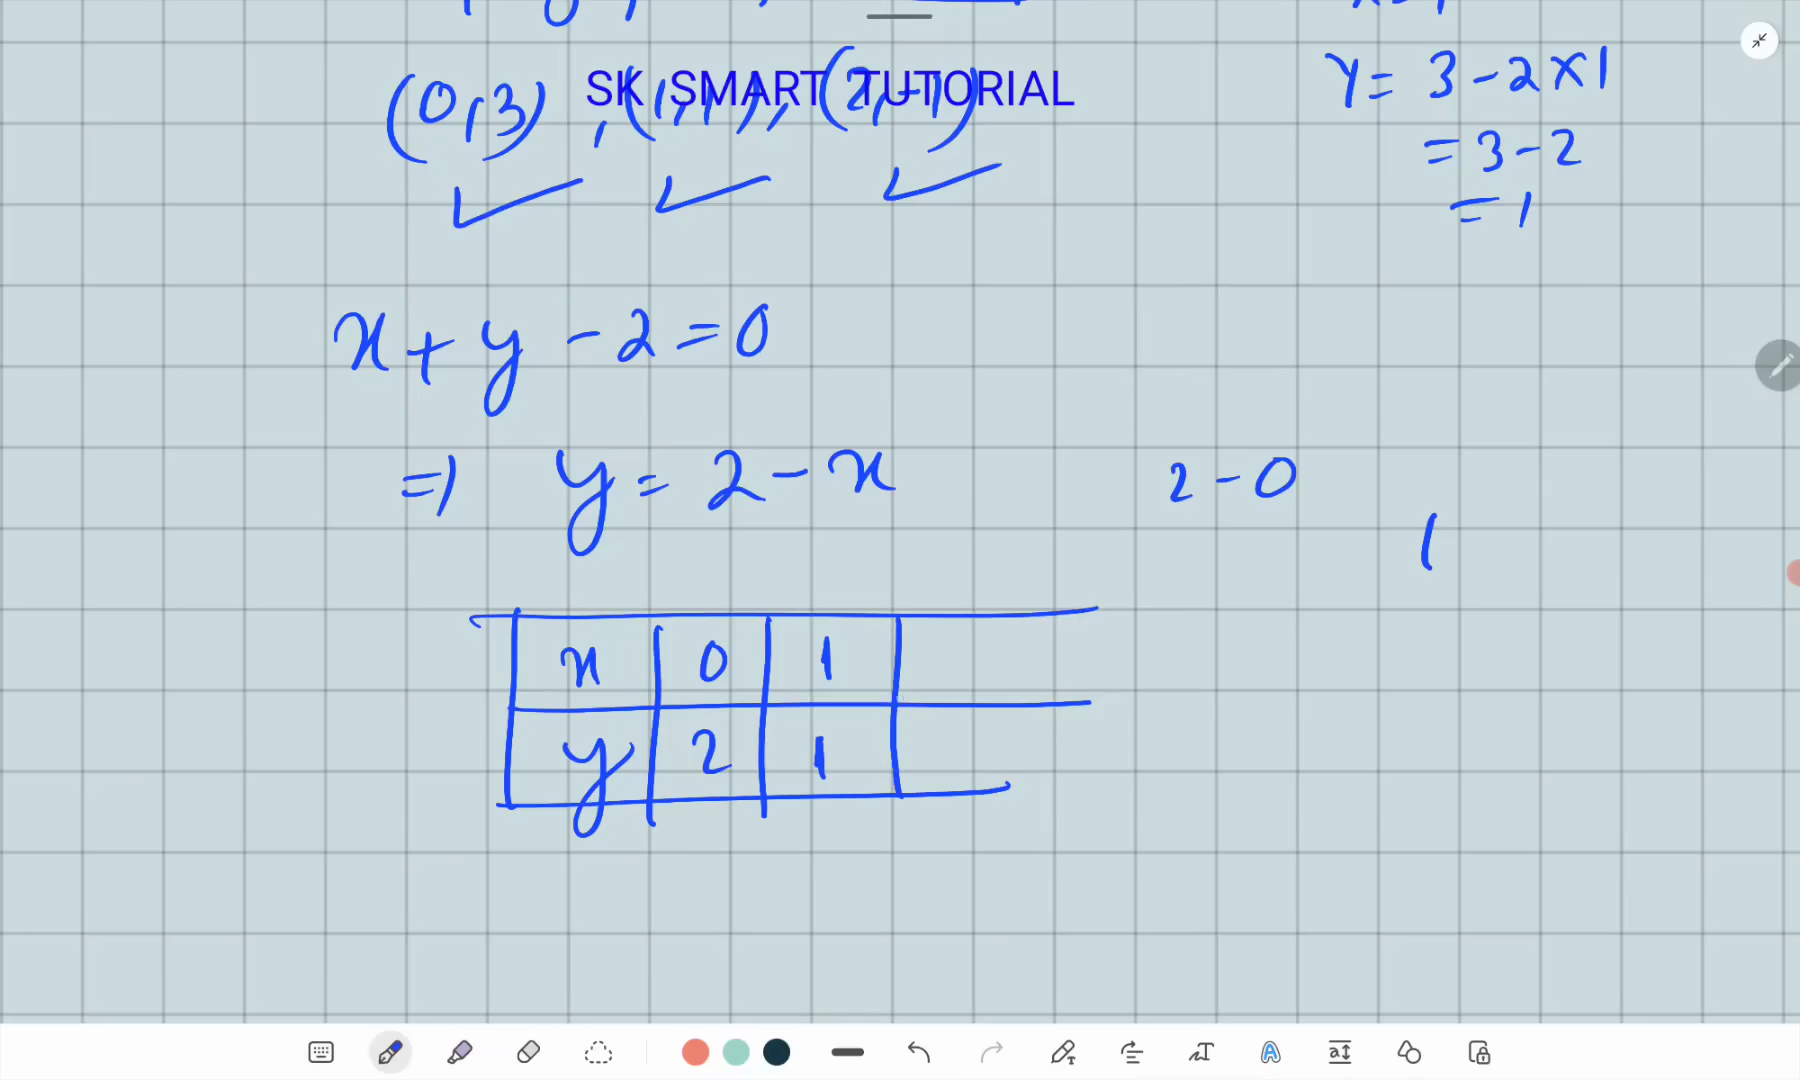 (0,3), (1,1), (2,-1)
SK SMART TUTORIAL
y = 3 - 2 × 1
= 3 - 2
= 1
x + y - 2 = 0
=) y = 2 - x
2 - 0
(
x 0 1
y 2 1